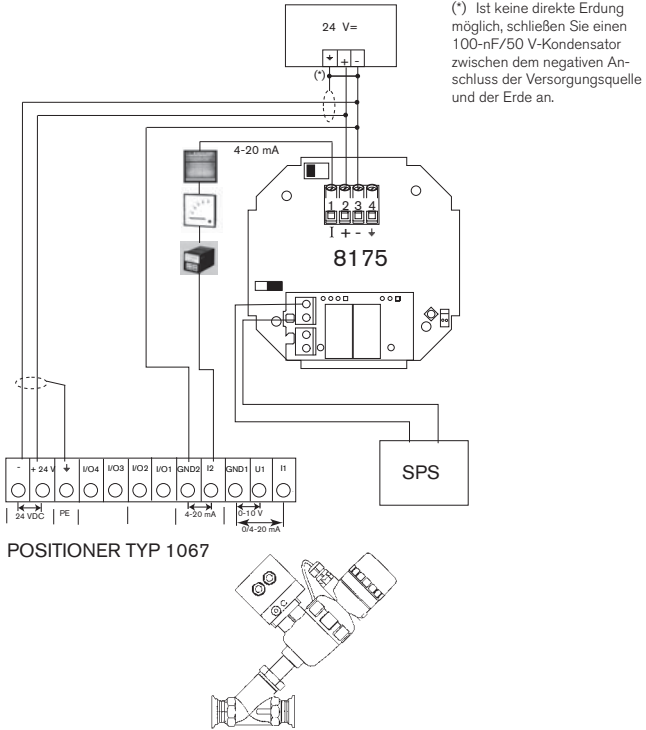 (*) Ist keine direkte Erdung
möglich, schließen Sie einen
100-nF/50 V-Kondensator
zwischen dem negativen An-
schluss der Versorgungsquelle
und der Erde an.
24 V=
+ -
(*)
4-20 mA
1 2 3 4
I + -
8175
SPS
- + 24 V I/O4 I/O3 I/O2 I/O1 GND2 I2 GND1 U1 I1
24 VDC PE 4-20 mA 0-10 V
0/4-20 mA
POSITIONER TYP 1067
C